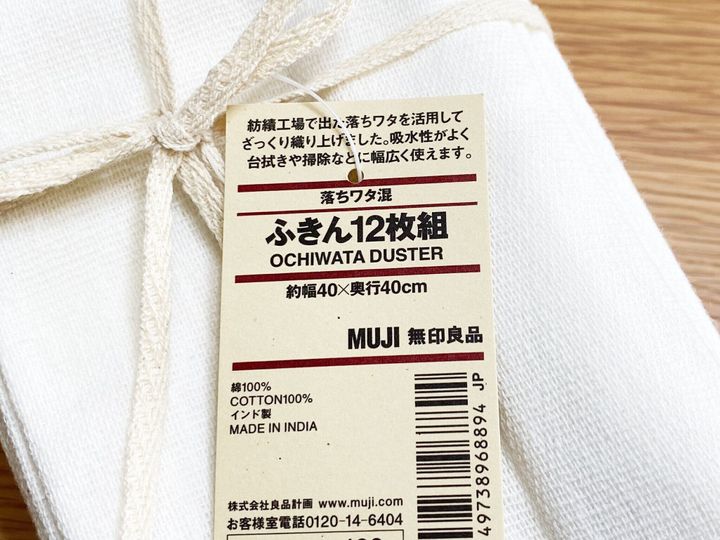 紡績工場で出た落ちワタを活用して
ざっくり織り上げました。吸水性がよく
台拭きや掃除などに幅広く使えます。
落ちワタ混
ふきん12枚組
OCHIWATA DUSTER
約幅40×奥行40cm
MUJI 無印良品
綿100%
COTTON100%
インド製
MADE IN INDIA
株式会社良品計画 www.muji.com
お客様室電話0120-14-6404
49738968894 JP